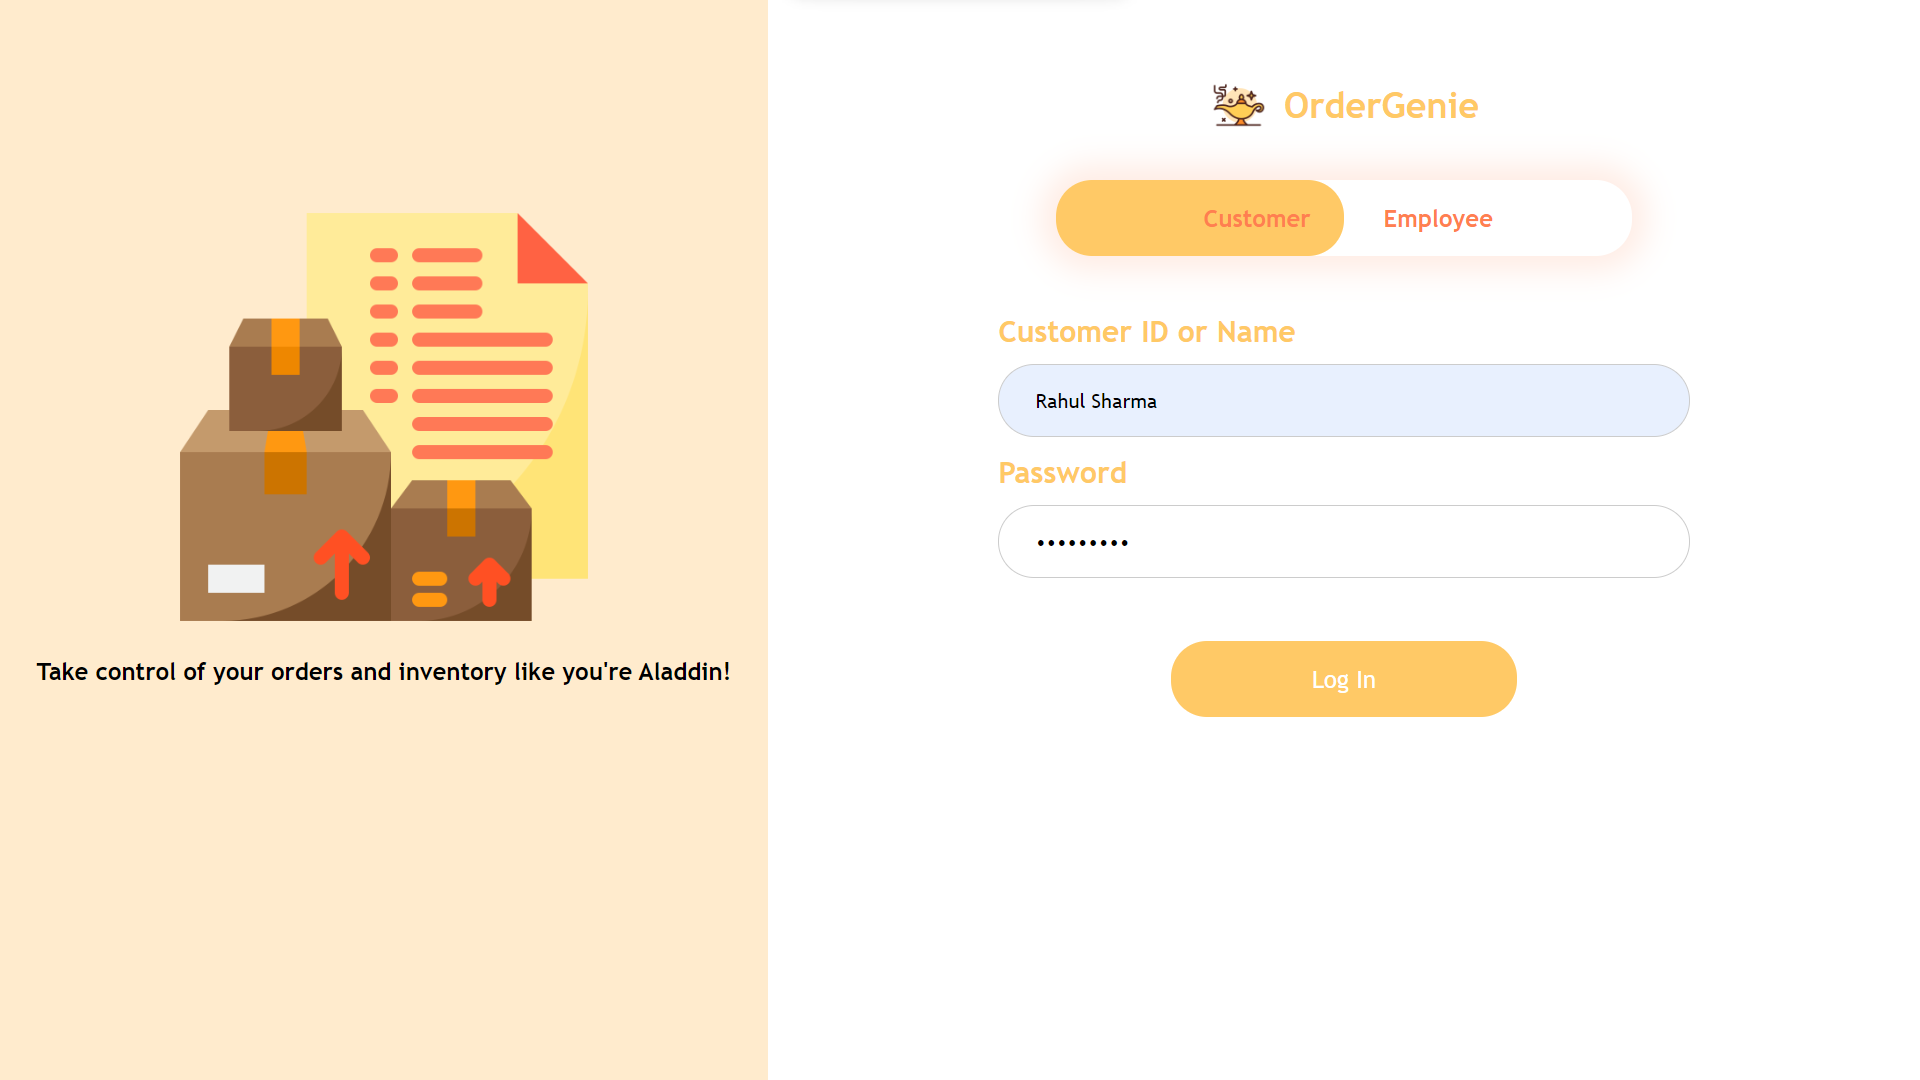 OrderGenie
Customer
Employee
Customer ID or Name
Rahul Sharma
Password
•••••••••
Log In
Take control of your orders and inventory like you're Aladdin!